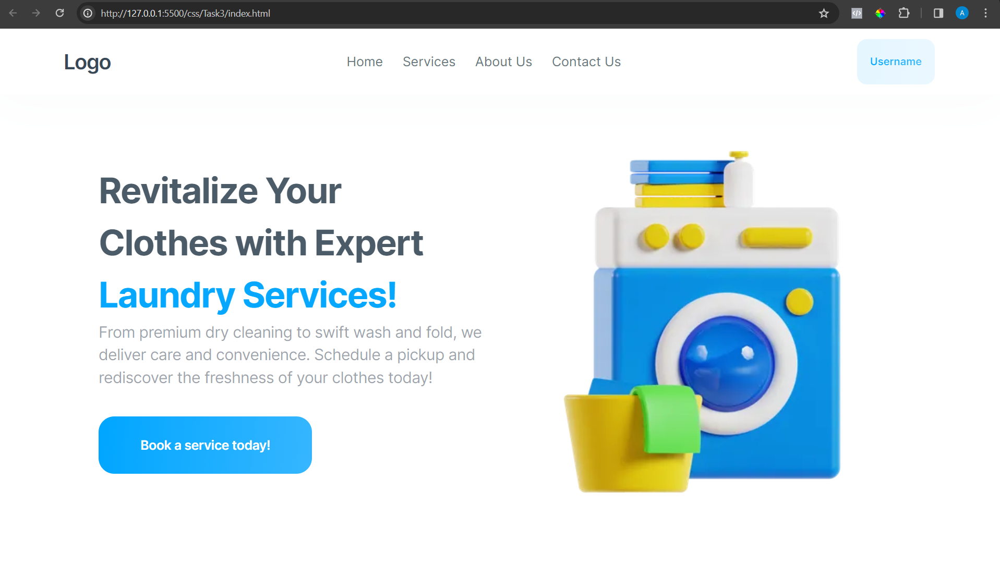 http://127.0.0.1:5500/css/Task3/index.html
A
Logo
Home Services About Us Contact Us
Username
Revitalize Your
Clothes with Expert
Laundry Services!
From premium dry cleaning to swift wash and fold, we
deliver care and convenience. Schedule a pickup and
rediscover the freshness of your clothes today!
Book a service today!